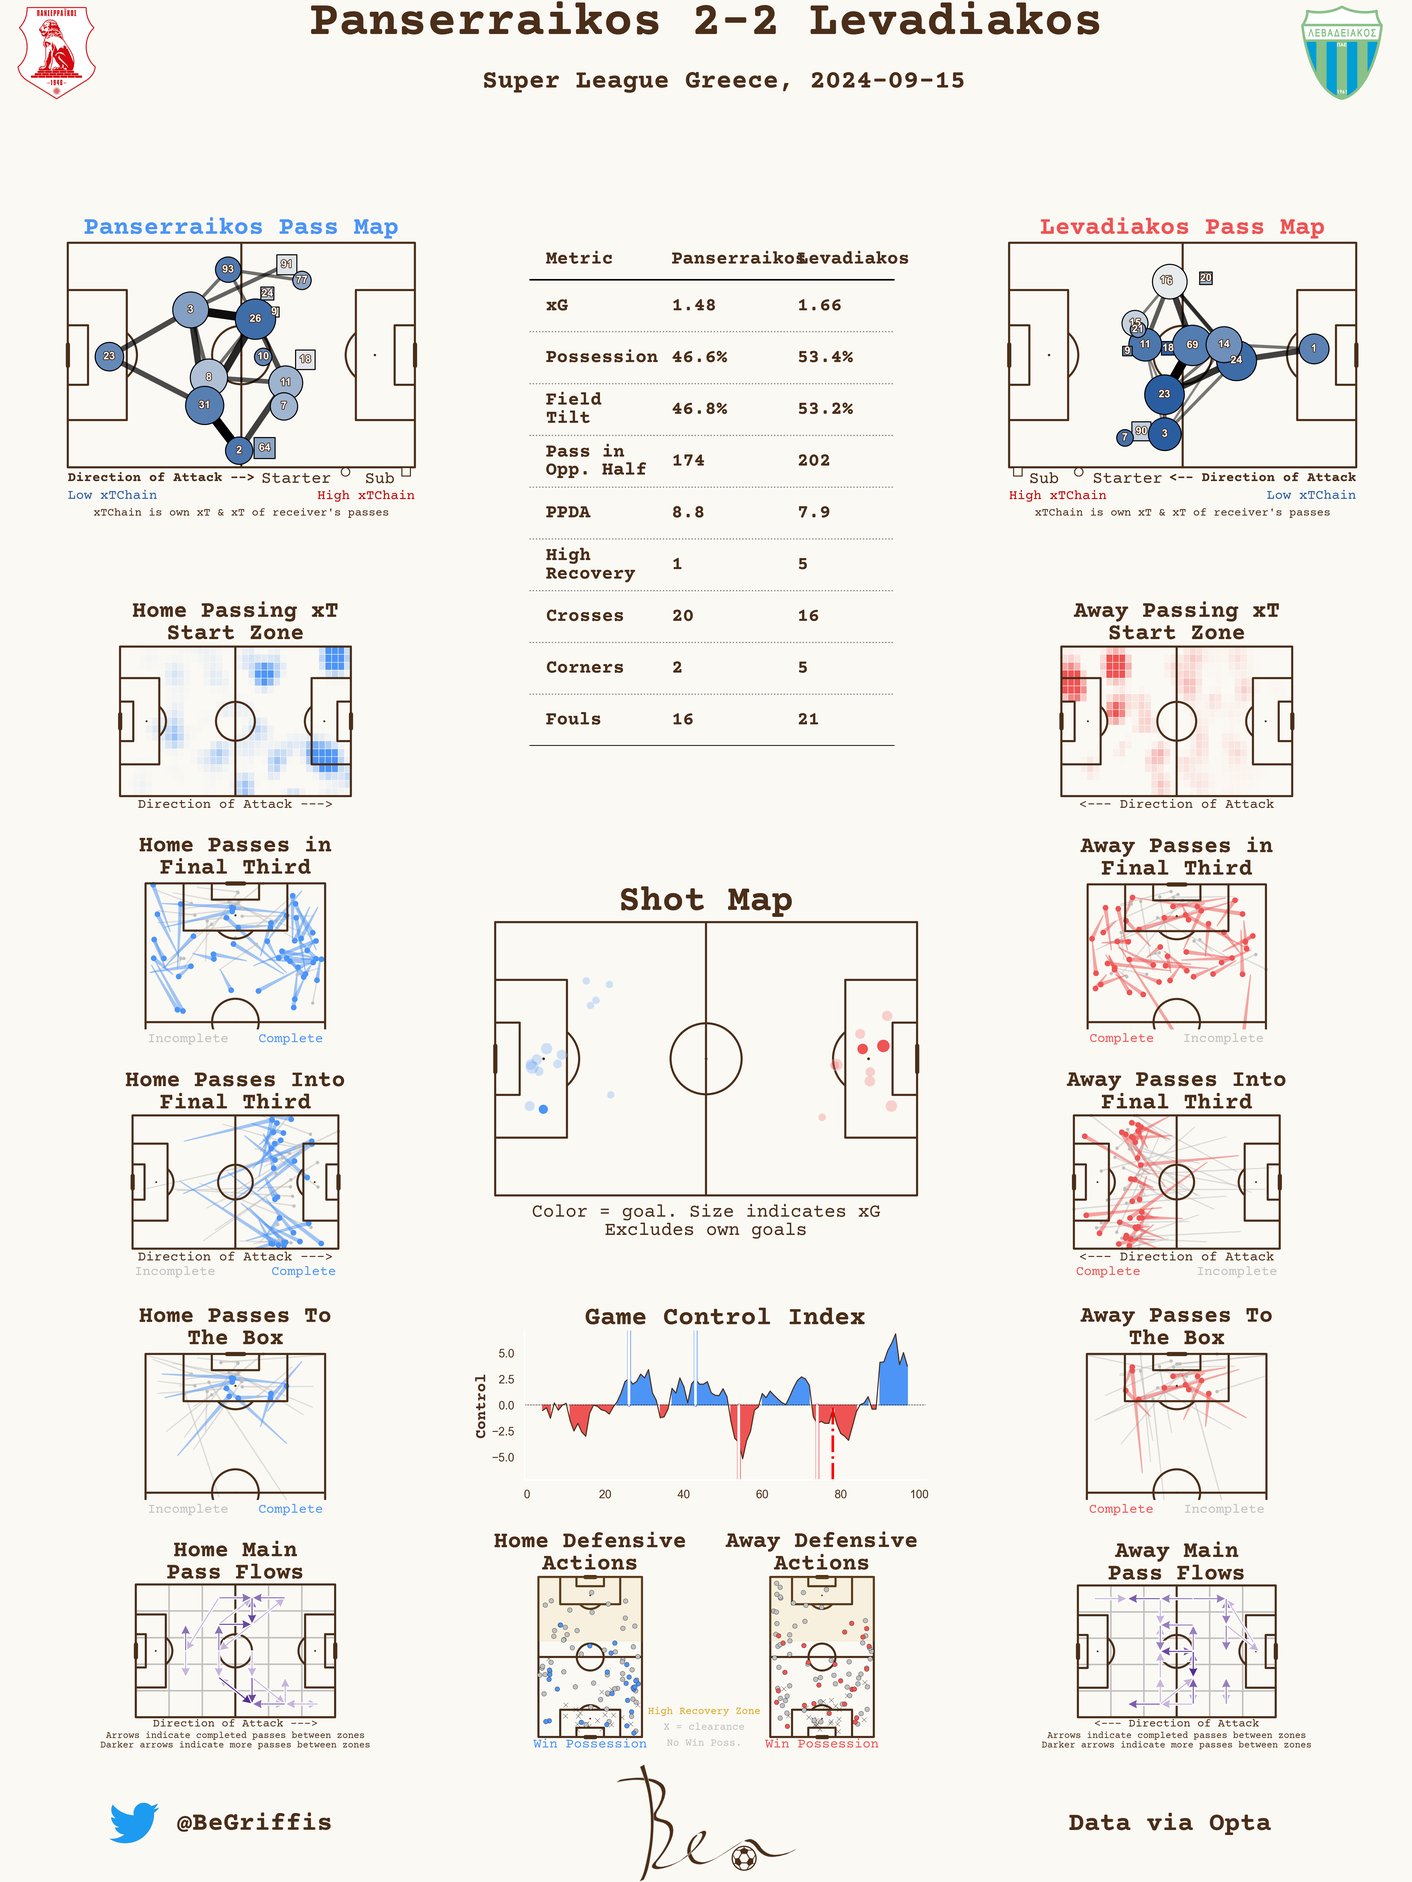 Panserraikos 2-2 Levadiakos
Super League Greece, 2024-09-15
ΠΑΝΣΕΡΡΑΪΚΟΣ
1946
ΛΕΒΑΔΕΙΑΚΟΣ
ΠΑΕ
1961
Panserraikos Pass Map
93
91
77
24
3
9
26
23
10
18
8
11
31
7
2
64
Direction of Attack --> Starter Sub
Low xTChain High xTChain
xTChain is own xT & xT of receiver's passes
Metric Panserraikos Levadiakos
xG 1.48 1.66
Possession 46.6% 53.4%
Field
Tilt 46.8% 53.2%
Pass in
Opp. Half 174 202
PPDA 8.8 7.9
High
Recovery 1 5
Crosses 20 16
Corners 2 5
Fouls 16 21
Levadiakos Pass Map
16
20
15
21
11
9
18
69
14
24
1
23
90
7
3
Sub Starter <-- Direction of Attack
High xTChain Low xTChain
xTChain is own xT & xT of receiver's passes
Home Passing xT
Start Zone
Direction of Attack --->
Away Passing xT
Start Zone
<--- Direction of Attack
Home Passes in
Final Third
Incomplete Complete
Away Passes in
Final Third
Complete Incomplete
Shot Map
Color = goal. Size indicates xG
Excludes own goals
Home Passes Into
Final Third
Direction of Attack --->
Incomplete Complete
Away Passes Into
Final Third
<--- Direction of Attack
Complete Incomplete
Home Passes To
The Box
Incomplete Complete
Game Control Index
Control
5.0
2.5
0.0
−2.5
−5.0
0 20 40 60 80 100
Away Passes To
The Box
Complete Incomplete
Home Main
Pass Flows
Direction of Attack --->
Arrows indicate completed passes between zones
Darker arrows indicate more passes between zones
Home Defensive
Actions
Win Possession
Away Defensive
Actions
Win Possession
High Recovery Zone
X = clearance
No Win Poss.
Away Main
Pass Flows
<--- Direction of Attack
Arrows indicate completed passes between zones
Darker arrows indicate more passes between zones
@BeGriffis
Ben
Data via Opta